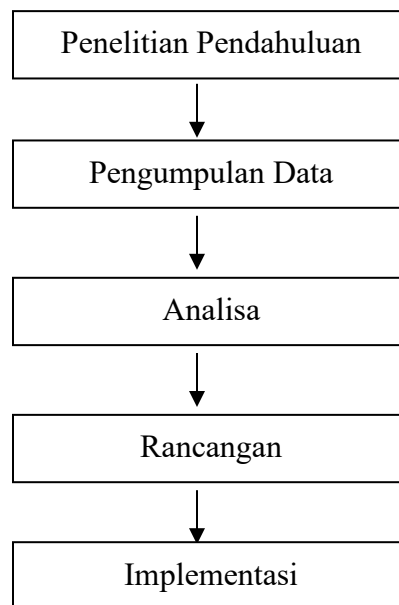 Penelitian Pendahuluan
Pengumpulan Data
Analisa
Rancangan
Implementasi